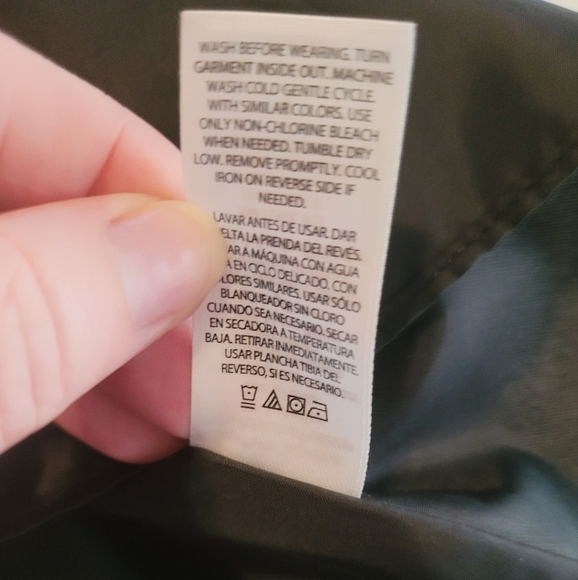 WASH BEFORE WEARING. TURN
GARMENT INSIDE OUT. MACHINE
WASH COLD GENTLE CYCLE
WITH SIMILAR COLORS. USE
ONLY NON-CHLORINE BLEACH
WHEN NEEDED. TUMBLE DRY
LOW. REMOVE PROMPTLY. COOL
IRON ON REVERSE SIDE IF
NEEDED.
LAVAR ANTES DE USAR. DAR
LA PRENDA DEL REVÉS.
A MÁQUINA CON AGUA
EN CICLO DELICADO. CON
SIMILARES. USAR SÓLO
BLANQUEADOR SIN CLORO
CUANDO SEA NECESARIO. SECAR
EN SECADORA A TEMPERATURA
BAJA. RETIRAR INMEDIATAMENTE.
USAR PLANCHA TIBIA DEL
REVERSO, SI ES NECESARIO.